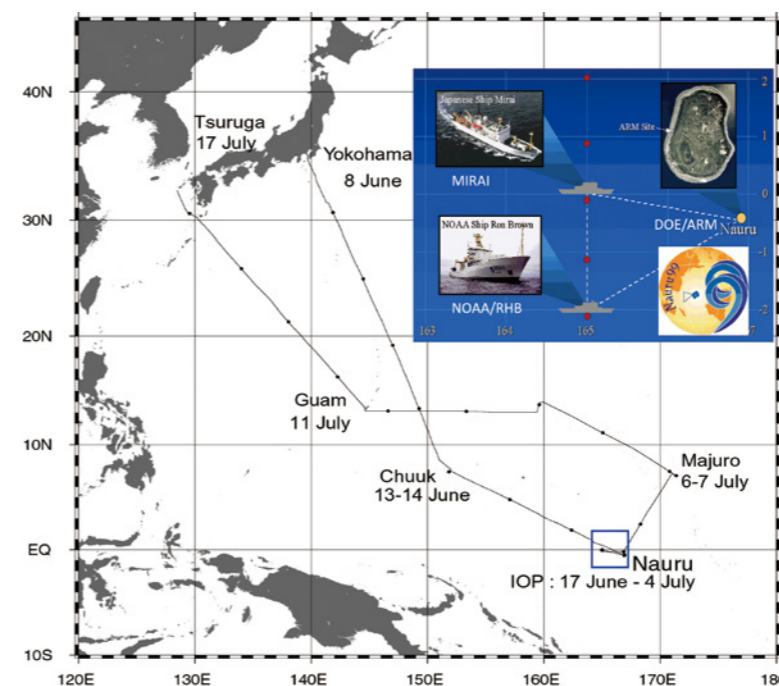 40N
30N
20N
10N
EQ
10S
120E
130E
140E
150E
160E
170E
180
Tsuruga
17 July
Yokohama
8 June
Guam
11 July
Chuuk
13-14 June
Majuro
6-7 July
Nauru
IOP : 17 June - 4 July
Japanese Ship Mirai
MIRAI
NOAA Ship Ron Brown
NOAA/RHB
ARM Site
DOE/ARM
Nauru
Nauru99
2
1
0
-1
-2
163
164
165
7